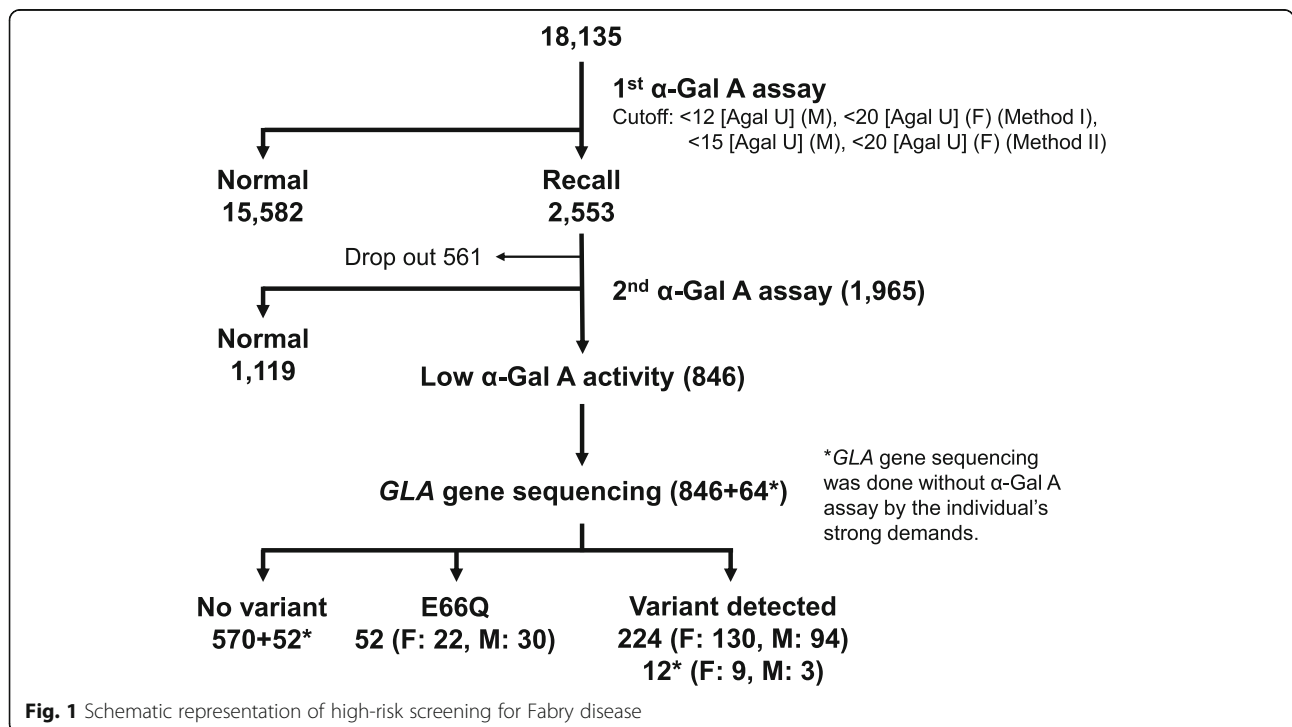 18,135
1st α-Gal A assay
Cutoff: <12 [Agal U] (M), <20 [Agal U] (F) (Method I),
<15 [Agal U] (M), <20 [Agal U] (F) (Method II)
Normal
15,582
Recall
2,553
Drop out 561
2nd α-Gal A assay (1,965)
Normal
1,119
Low α-Gal A activity (846)
GLA gene sequencing (846+64*)
*GLA gene sequencing
was done without α-Gal A
assay by the individual’s
strong demands.
No variant
570+52*
E66Q
52 (F: 22, M: 30)
Variant detected
224 (F: 130, M: 94)
12* (F: 9, M: 3)
Fig. 1 Schematic representation of high-risk screening for Fabry disease